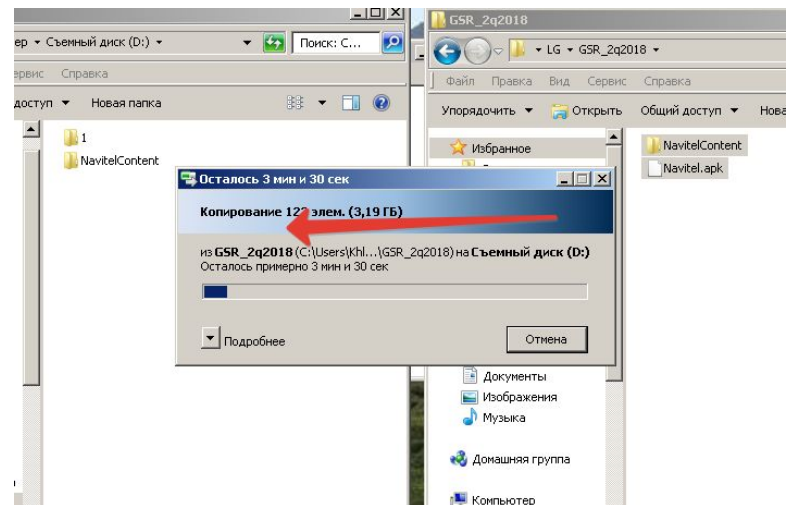 ер ▾ Съемный диск (D:) ▾
Поиск: С...
ервис Справка
доступ ▾ Новая папка
1
NavitelContent
GSR_2q2018
▾ LG ▾ GSR_2q2018 ▾
Файл Правка Вид Сервис Справка
Упорядочить ▾ Открыть Общий доступ ▾ Нова
Избранное
NavitelContent
Navitel.apk
Осталось 3 мин и 30 сек
Копирование элем. (3,19 ГБ)
из GSR_2q2018 (C:\Users\Khl...\GSR_2q2018) на Съемный диск (D:)
Осталось примерно 3 мин и 30 сек
Подробнее
Отмена
Документы
Изображения
Музыка
Домашняя группа
Компьютер